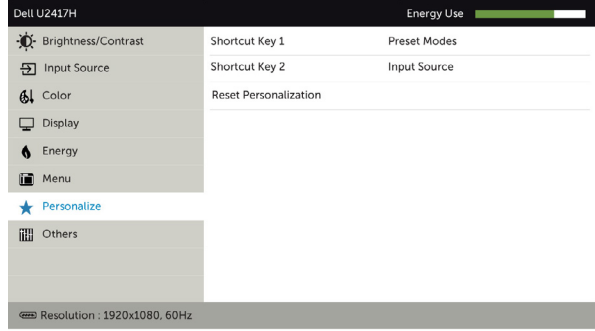 Dell U2417H Energy Use
Brightness/Contrast Shortcut Key 1 Preset Modes
Input Source Shortcut Key 2 Input Source
Color Reset Personalization
Display
Energy
Menu
Personalize
Others
Resolution : 1920x1080, 60Hz